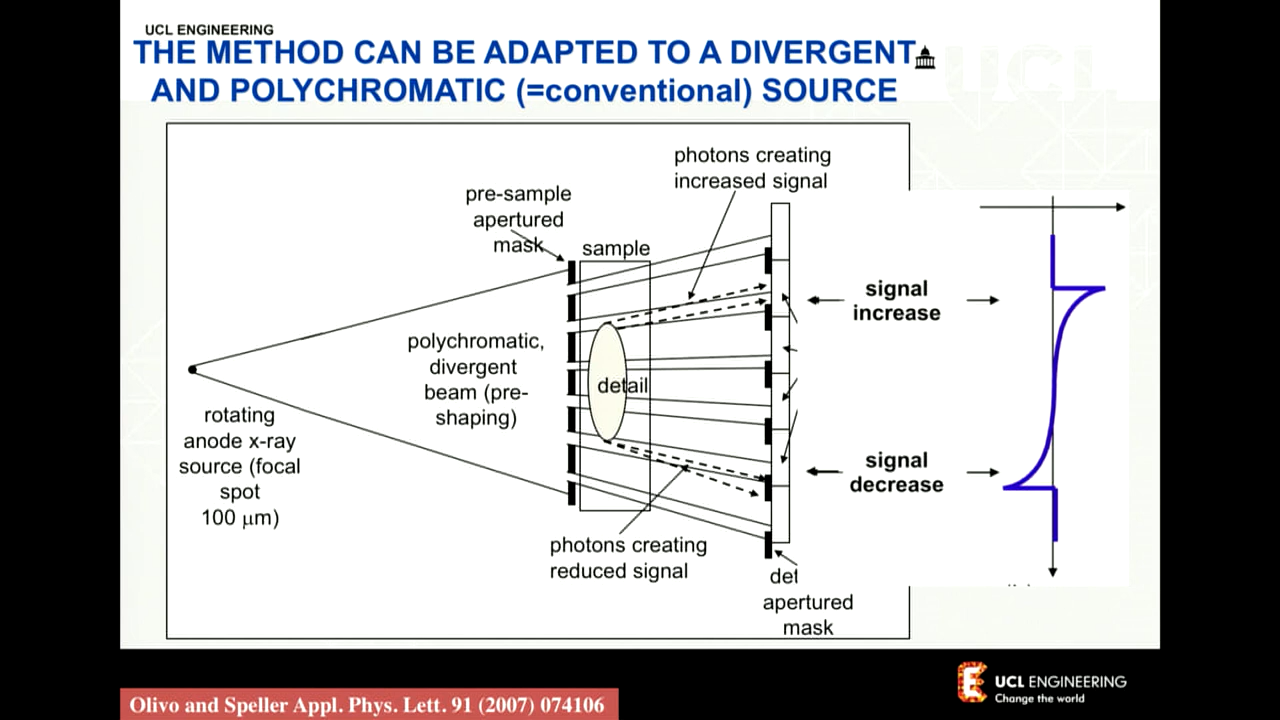 UCL ENGINEERING
THE METHOD CAN BE ADAPTED TO A DIVERGENT
AND POLYCHROMATIC (=conventional) SOURCE
photons creating
increased signal
pre-sample
apertured
mask
sample
signal
increase
polychromatic,
divergent
beam (pre-
shaping)
detail
rotating
anode x-ray
source (focal
spot
100 μm)
signal
decrease
photons creating
reduced signal
det
apertured
mask
UCL ENGINEERING
Change the world
Olivo and Speller Appl. Phys. Lett. 91 (2007) 074106